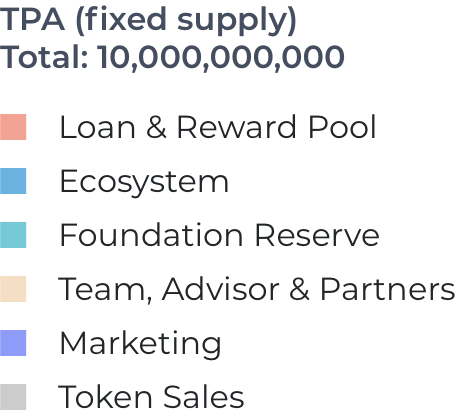 TPA (fixed supply)
Total: 10,000,000,000
Loan & Reward Pool
Ecosystem
Foundation Reserve
Team, Advisor & Partners
Marketing
Token Sales